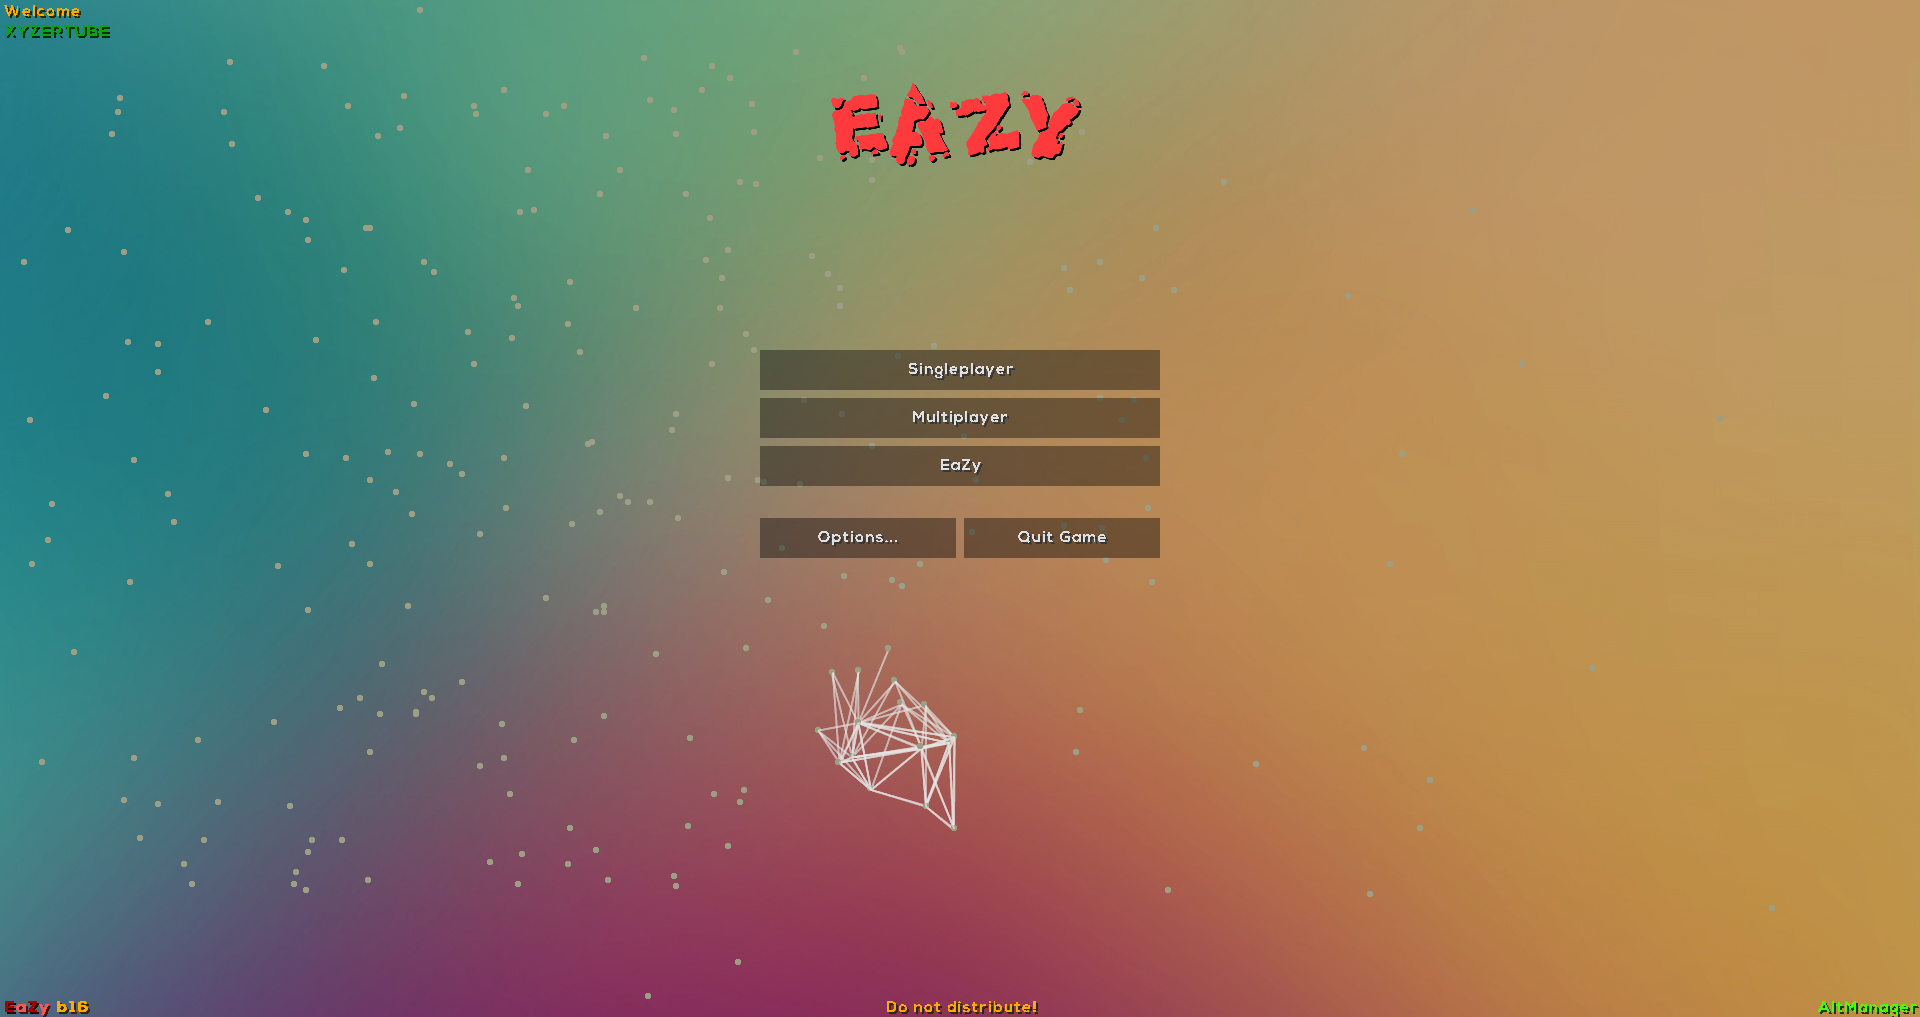 Welcome
XYZERTUBE
EAZY
Singleplayer
Multiplayer
EaZy
Options...
Quit Game
EaZy b16
Do not distribute!
AltManager